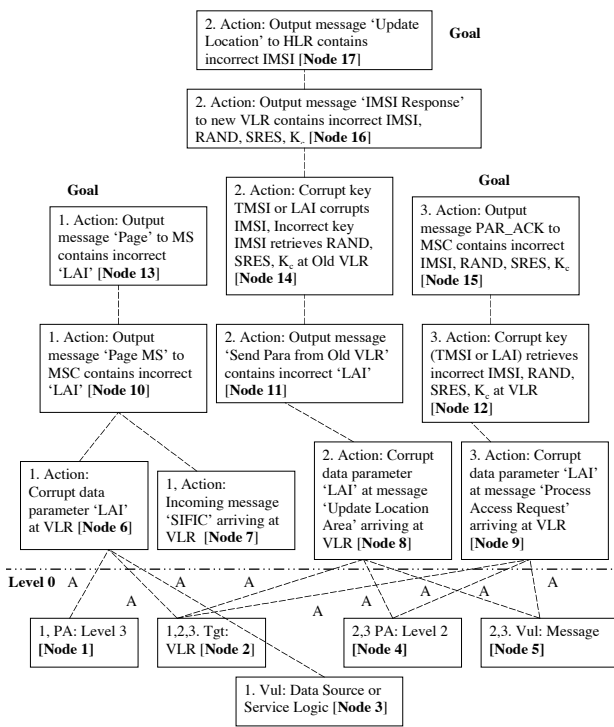 2. Action: Output message ‘Update
Location’ to HLR contains
incorrect IMSI [Node 17]
Goal
2. Action: Output message ‘IMSI Response’
to new VLR contains incorrect IMSI,
RAND, SRES, Kc [Node 16]
Goal
1. Action: Output
message ‘Page’ to MS
contains incorrect
‘LAI’ [Node 13]
2. Action: Corrupt key
TMSI or LAI corrupts
IMSI, Incorrect key
IMSI retrieves RAND,
SRES, Kc at Old VLR
[Node 14]
Goal
3. Action: Output
message PAR_ACK to
MSC contains incorrect
IMSI, RAND, SRES, Kc
[Node 15]
1. Action: Output
message ‘Page MS’ to
MSC contains incorrect
‘LAI’ [Node 10]
2. Action: Output message
‘Send Para from Old VLR’
contains incorrect ‘LAI’
[Node 11]
3. Action: Corrupt key
(TMSI or LAI) retrieves
incorrect IMSI, RAND,
SRES, Kc at VLR
[Node 12]
1. Action:
Corrupt data
parameter ‘LAI’
at VLR [Node 6]
1, Action:
Incoming message
‘SIFIC’ arriving at
VLR [Node 7]
2. Action: Corrupt
data parameter
‘LAI’ at message
‘Update Location
Area’ arriving at
VLR [Node 8]
3. Action: Corrupt
data parameter ‘LAI’
at message ‘Process
Access Request’
arriving at VLR
[Node 9]
Level 0 A A A A A
A A A
1, PA: Level 3
[Node 1]
1,2,3. Tgt:
VLR [Node 2]
2,3 PA: Level 2
[Node 4]
2,3. Vul: Message
[Node 5]
1. Vul: Data Source or
Service Logic [Node 3]